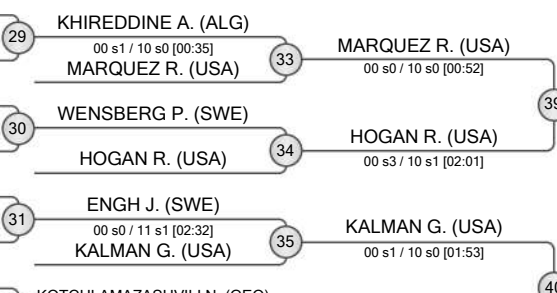 KHIREDDINE A. (ALG)
29
00 s1 / 10 s0 [00:35]
MARQUEZ R. (USA)
33
MARQUEZ R. (USA)
00 s0 / 10 s0 [00:52]
39
WENSBERG P. (SWE)
30
HOGAN R. (USA)
34
HOGAN R. (USA)
00 s3 / 10 s1 [02:01]
ENGH J. (SWE)
31
00 s0 / 11 s1 [02:32]
KALMAN G. (USA)
35
KALMAN G. (USA)
00 s1 / 10 s0 [01:53]
40